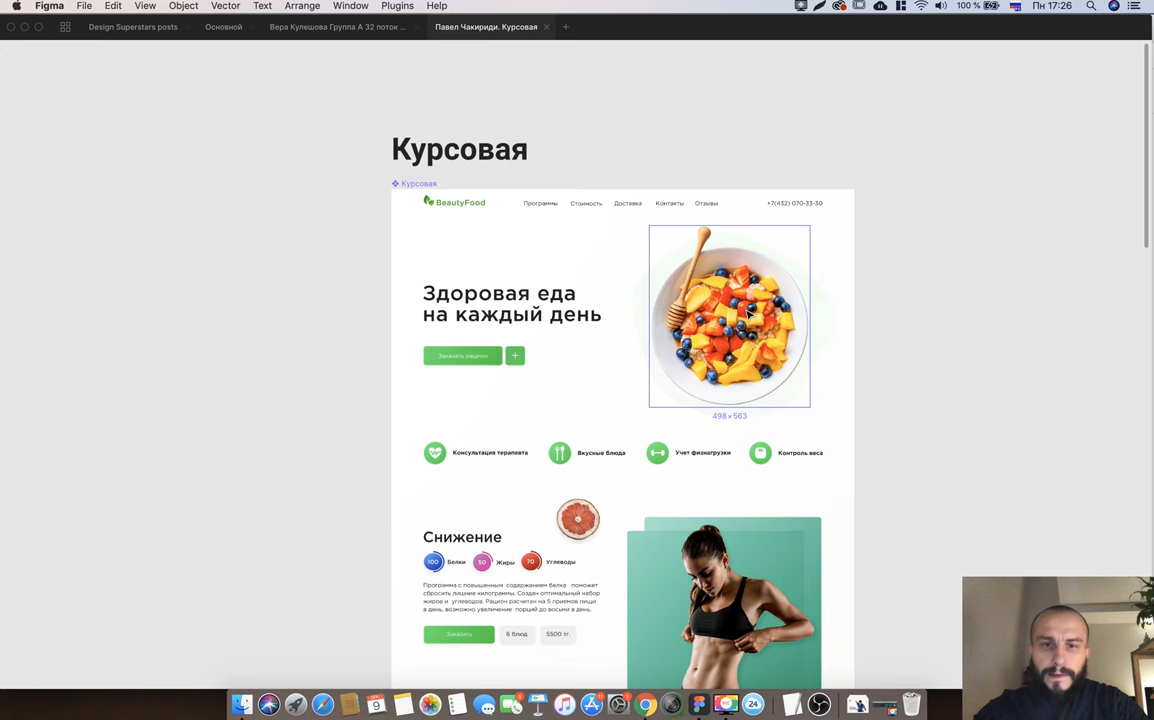 Figma File Edit View Object Vector Text Arrange Window Plugins Help 100 % Пн 17:26
Design Superstars posts Основной Вера Кулешова Группа А 32 поток ... Павел Чакириди. Курсовая
Курсовая
Курсовая
BeautyFood Программы Стоимость Доставка Контакты Отзывы +7(432) 070-33-30
Здоровая еда
на каждый день
Заказать рацион +
498 × 563
Консультация терапевта Вкусные блюда Учет физнагрузки Контроль веса
Снижение
100 Белки 50 Жиры 70 Углеводы
Программа с повышенным содержанием белка поможет
сбросить лишние килограммы. Создан оптимальный набор
жиров и углеводов. Рацион расчитан на 5 приемов пищи
в день, возможно увеличение порций до восьми в день.
Заказать 6 блюд 5500 тг.